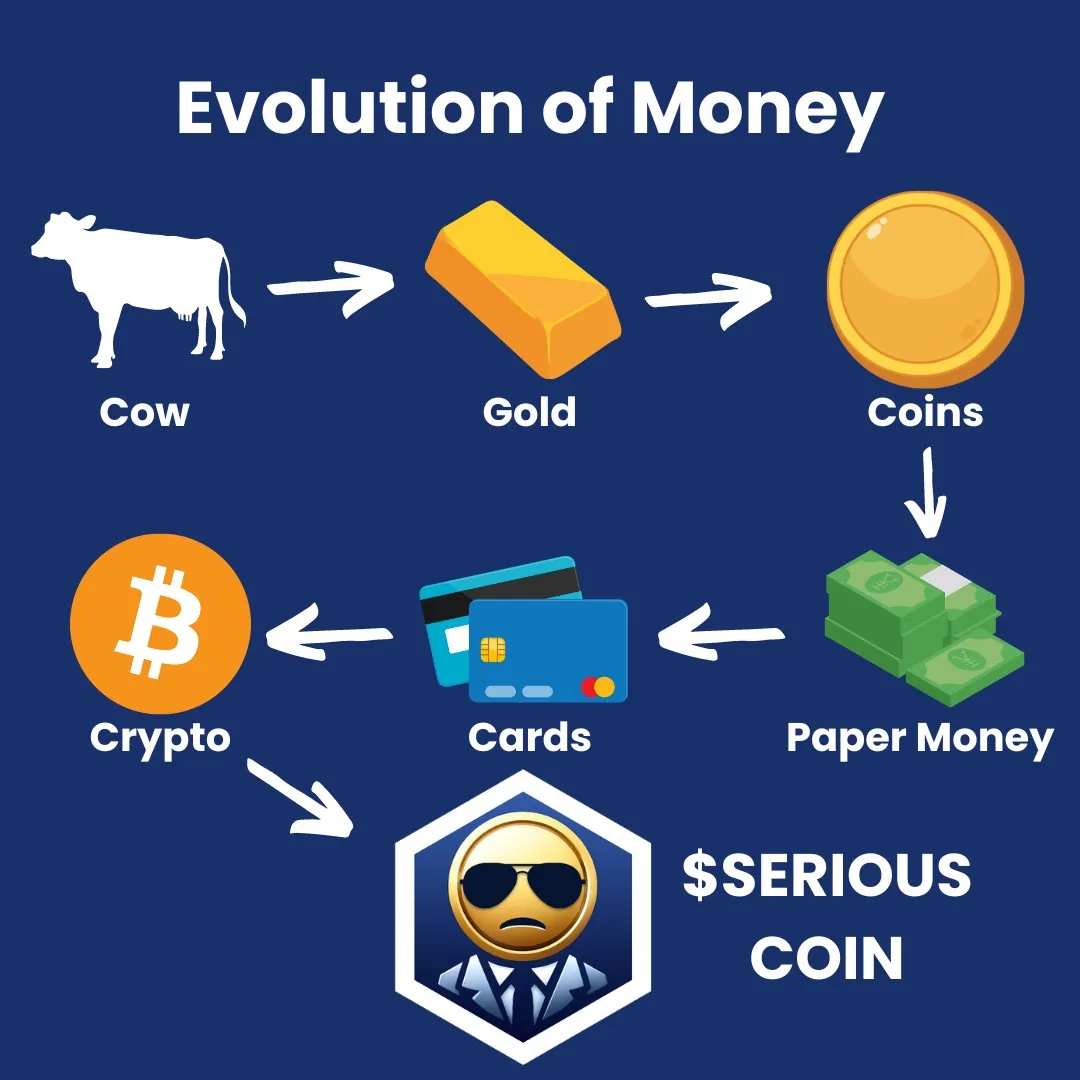 Evolution of Money
Cow
Gold
Coins
Crypto
Cards
Paper Money
$SERIOUS
COIN